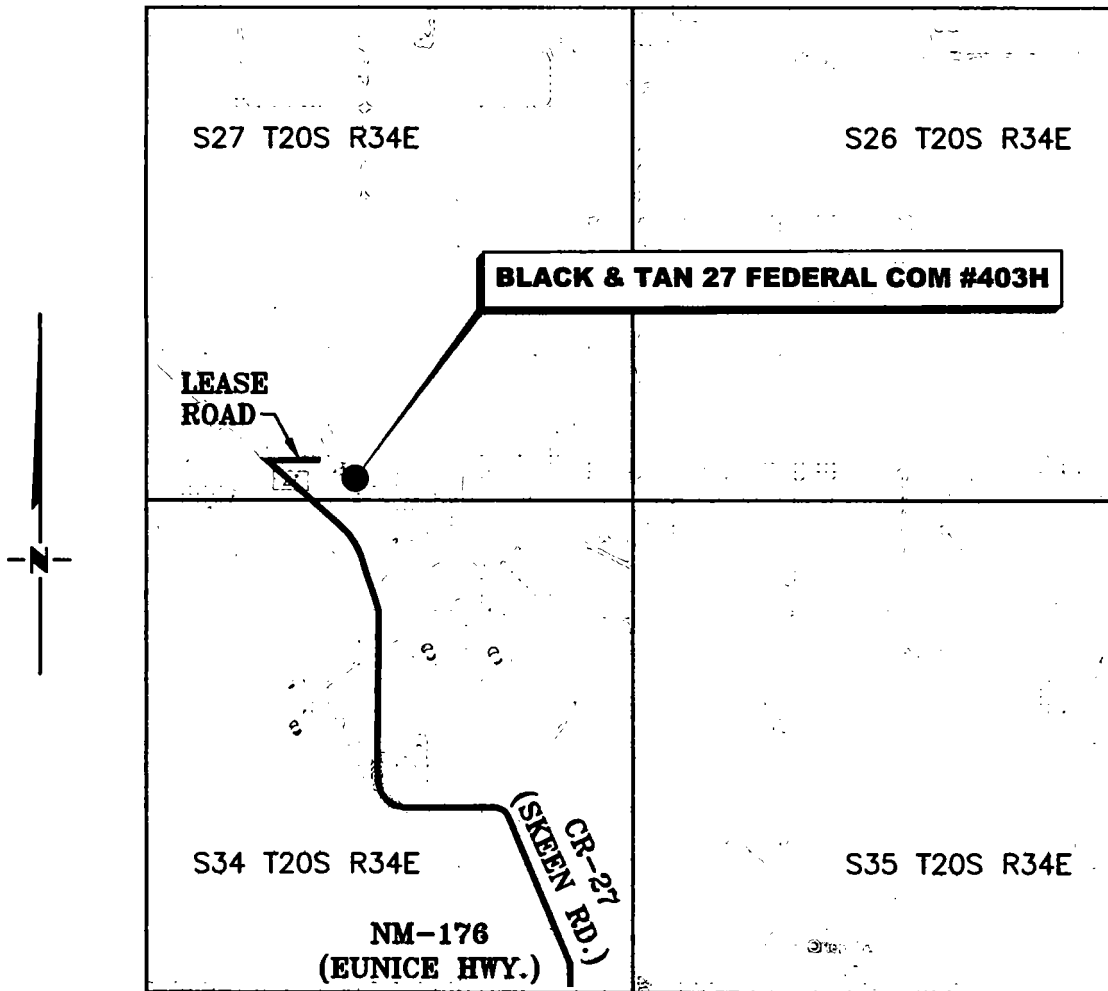 S27 T20S R34E
S26 T20S R34E
BLACK & TAN 27 FEDERAL COM #403H
LEASE
ROAD
N
CR-27
(SKEEN RD.)
S34 T20S R34E
S35 T20S R34E
NM-176
(EUNICE HWY.)